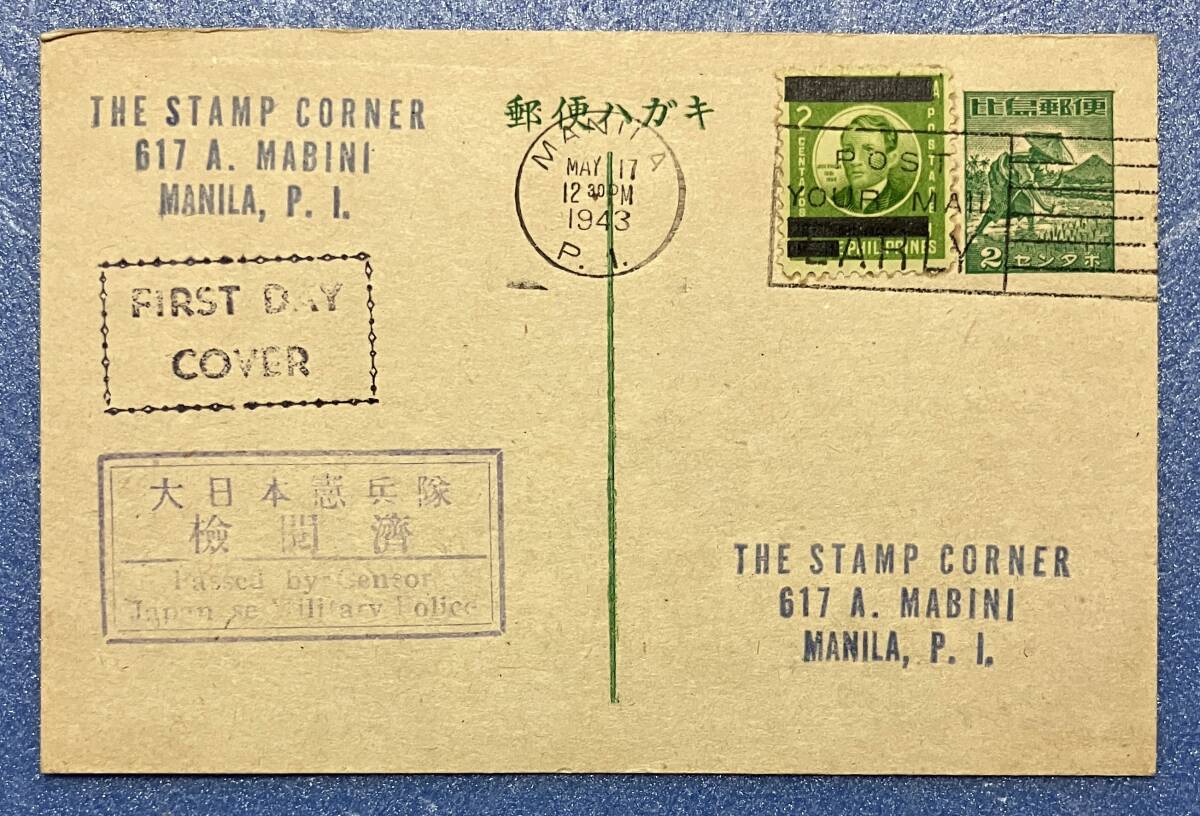 THE STAMP CORNER
617 A. MABINI
MANILA, P. I.
郵便ハガキ
MANILA
MAY 17
12 30 PM
1943
P. I.
2
CENTAVOS
PHILIPPINES
POST
YOUR MAIL
EARLY
比島郵便
2 センタボ
FIRST DAY
COVER
大日本憲兵隊
檢閲濟
Passed by Censor
Japanese Military Police
THE STAMP CORNER
617 A. MABINI
MANILA, P. I.